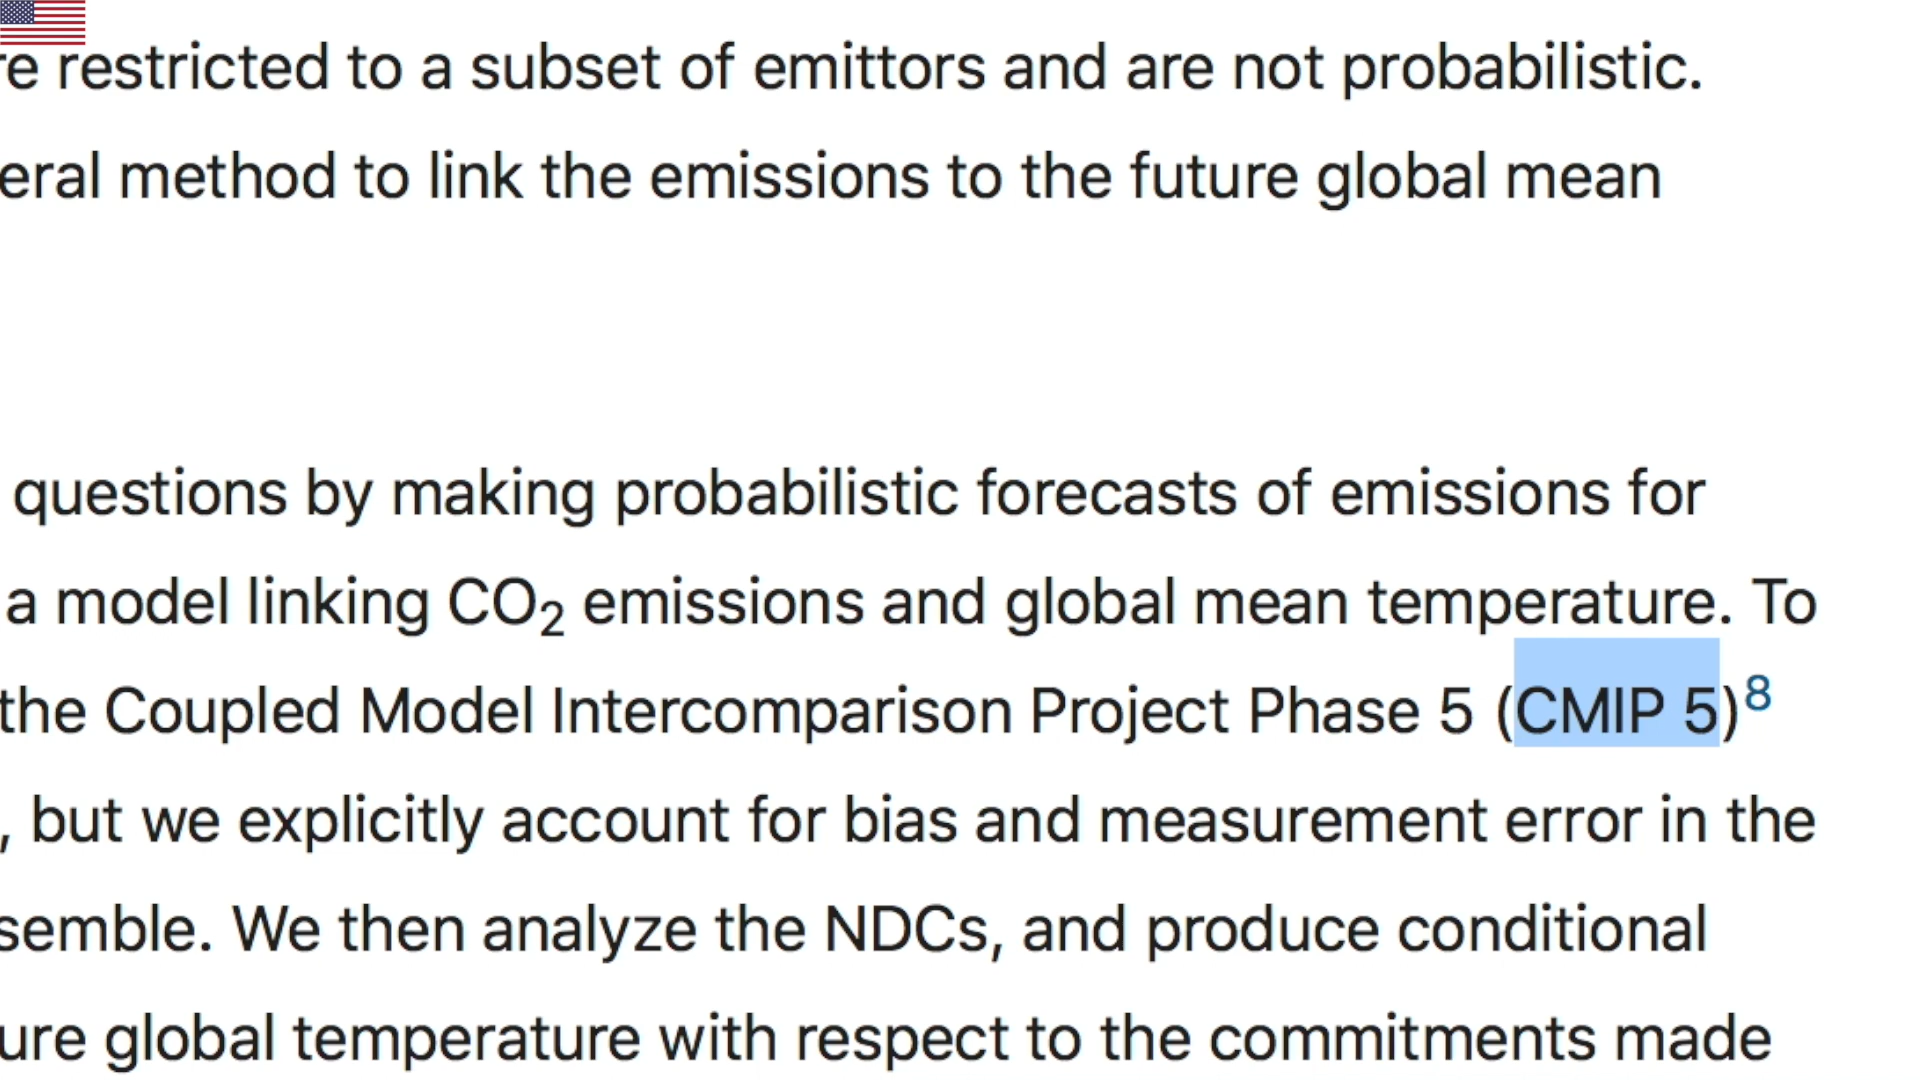 re restricted to a subset of emittors and are not probabilistic.
eral method to link the emissions to the future global mean
questions by making probabilistic forecasts of emissions for
a model linking CO₂ emissions and global mean temperature. To
the Coupled Model Intercomparison Project Phase 5 (CMIP 5)⁸
, but we explicitly account for bias and measurement error in the
semble. We then analyze the NDCs, and produce conditional
ure global temperature with respect to the commitments made